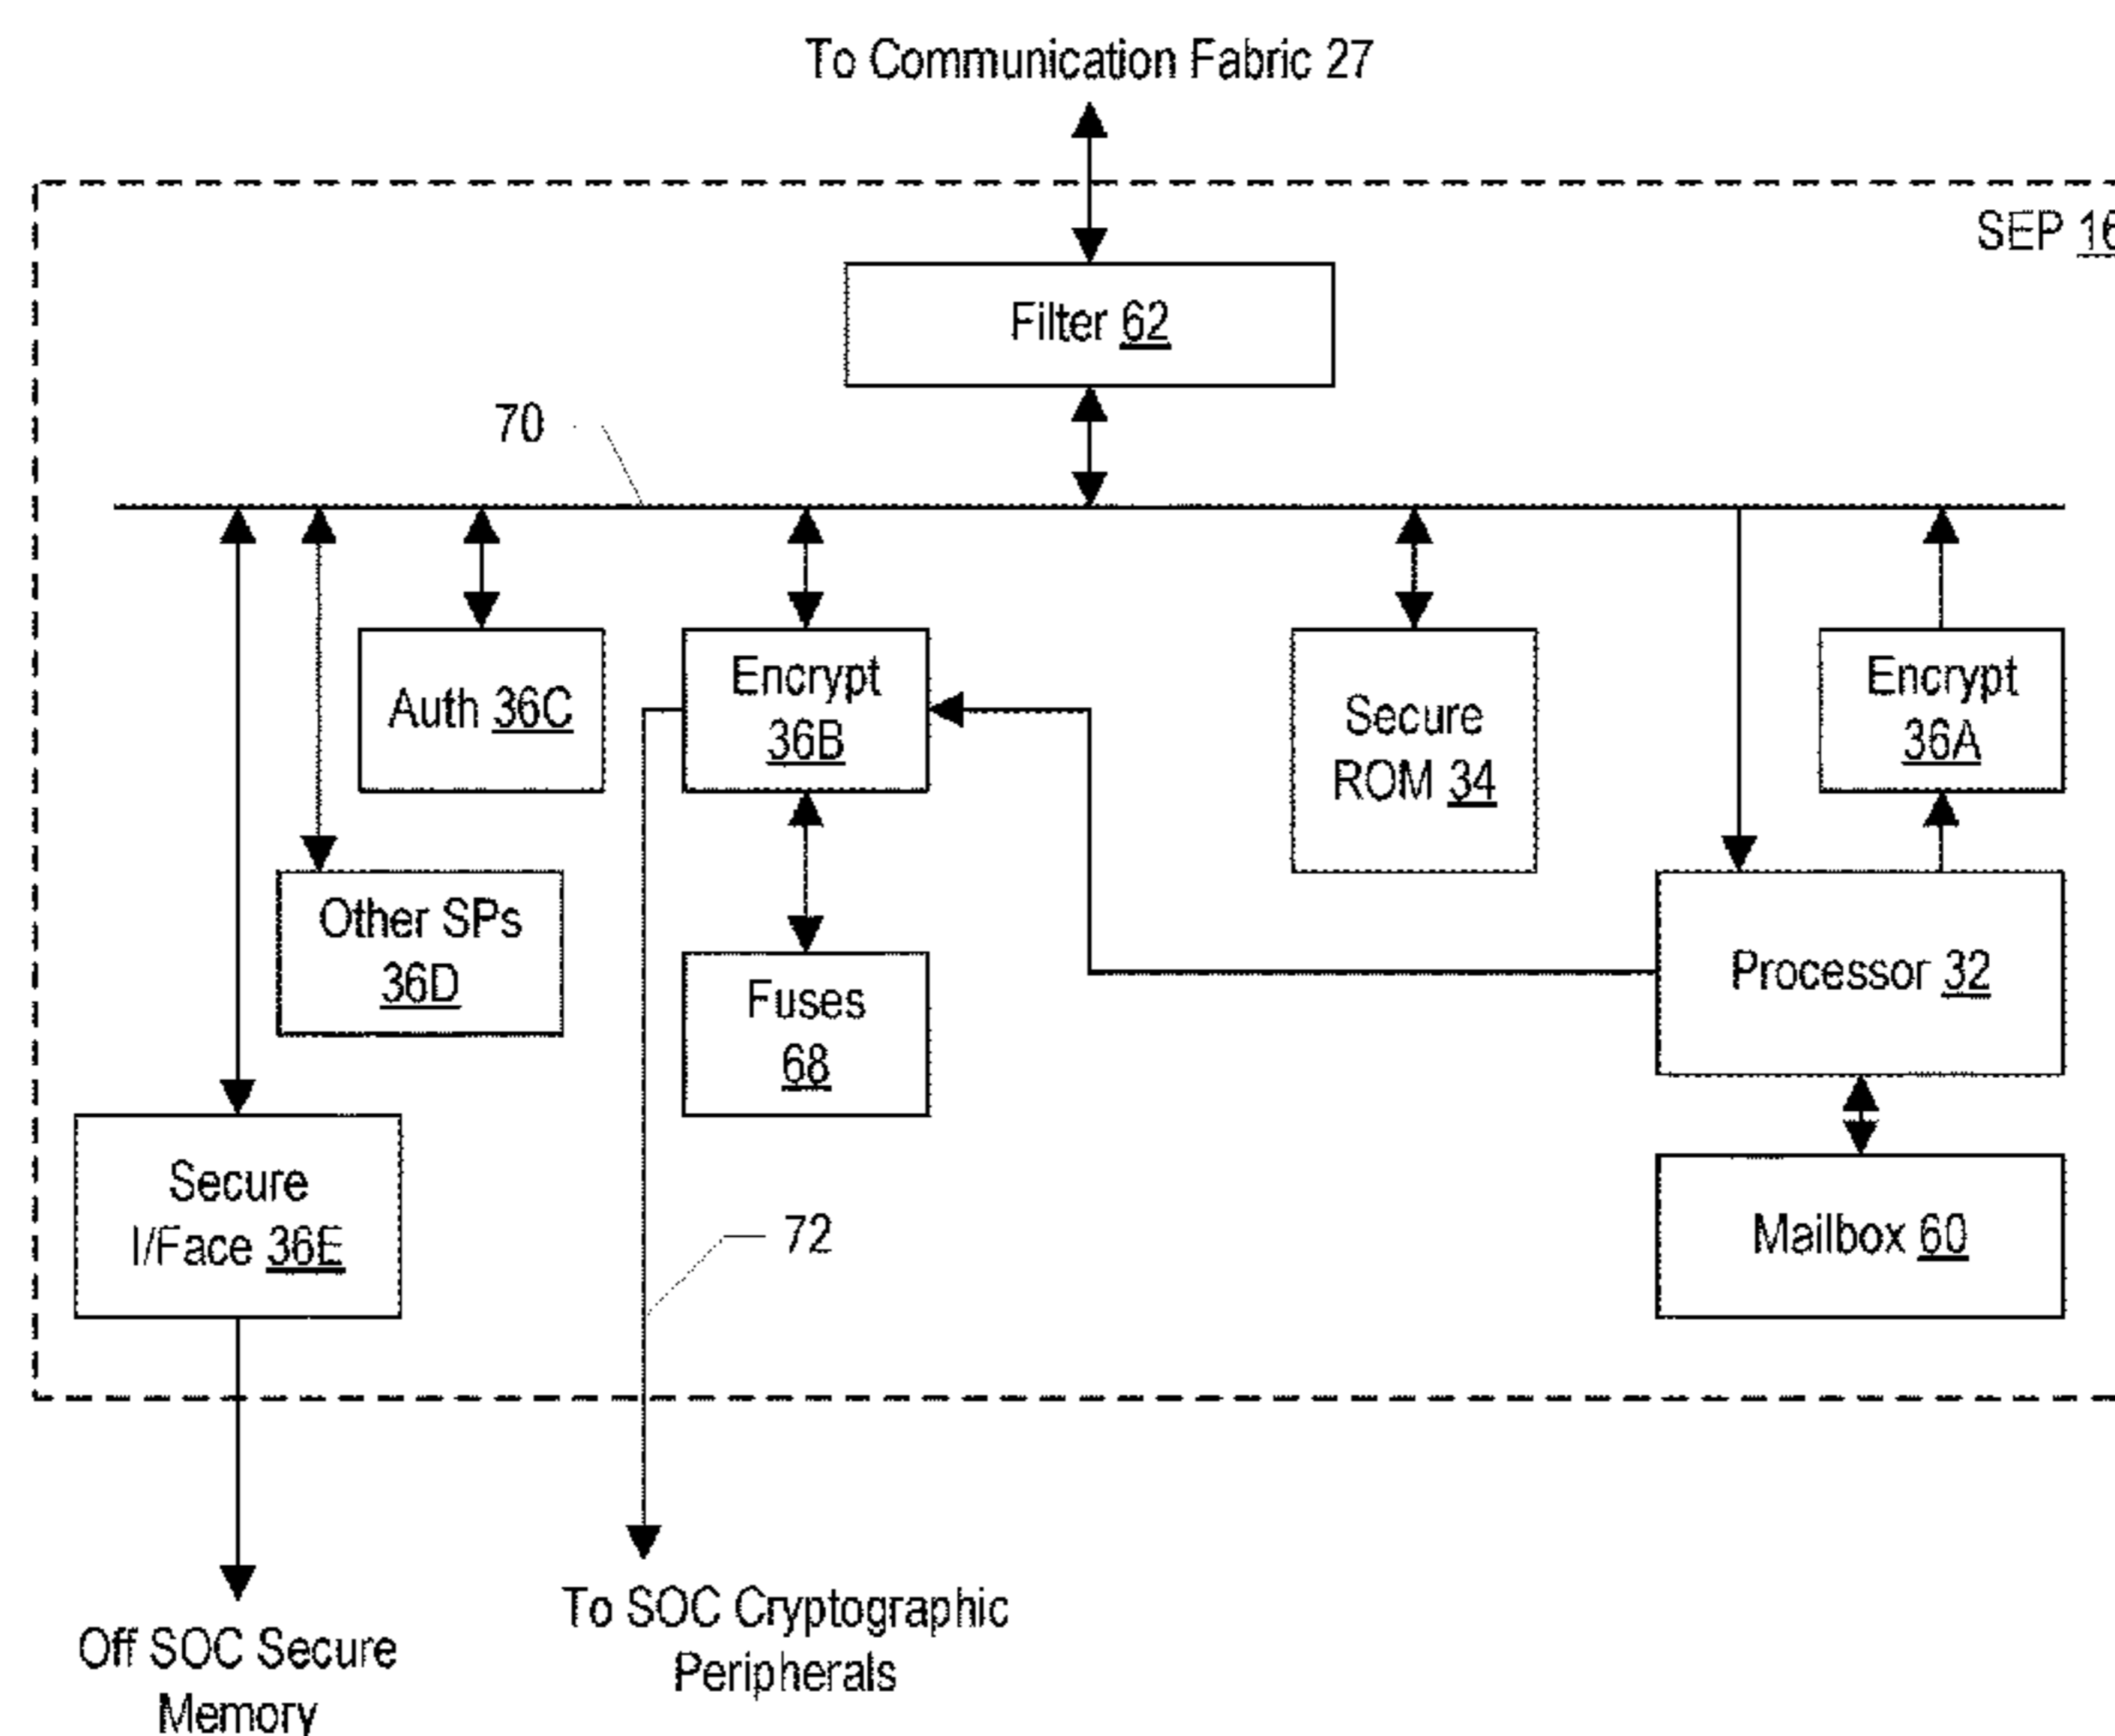 To Communication Fabric 27
SEP 16
Filter 62
70
Auth 36C
Encrypt
36B
Secure
ROM 34
Encrypt
36A
Other SPs
36D
Fuses
68
Processor 32
Secure
I/Face 36E
72
Mailbox 60
To SOC Cryptographic
Peripherals
Off SOC Secure
Memory